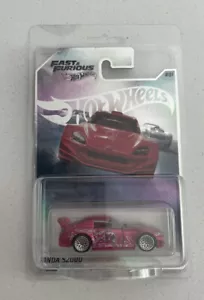 FAST & FURIOUS
Hot Wheels
HOT WHEELS
HONDA S2000